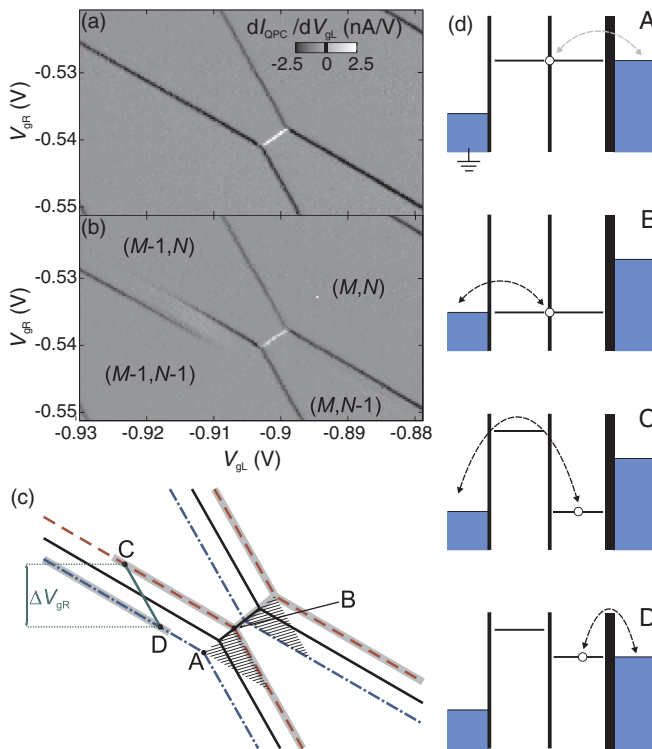 (a)
dI_QPC/dV_gL (nA/V)
-2.5 0 2.5
V_gR (V)
-0.53
-0.54
-0.55
(b)
(M-1,N)
(M,N)
(M-1,N-1)
(M,N-1)
V_gR (V)
-0.53
-0.54
-0.55
-0.93 -0.92 -0.91 -0.9 -0.89 -0.88
V_gL (V)
(c)
C
ΔV_gR
D
A
B
(d)
A
B
C
D